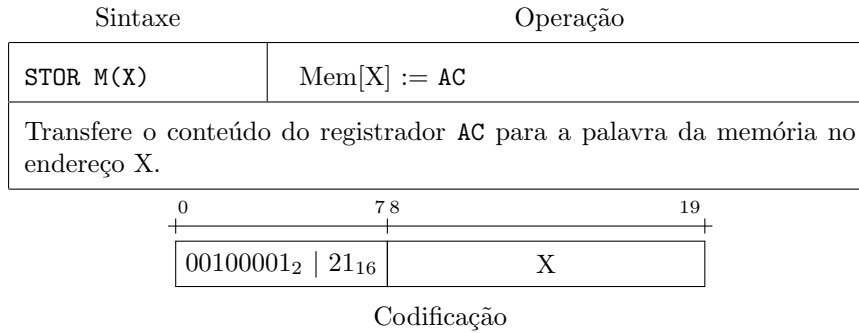 Sintaxe Operação
STOR M(X) Mem[X] := AC
Transfere o conteúdo do registrador AC para a palavra da memória no
endereço X.
0 7 8 19
00100001₂ | 21₁₆ X
Codificação